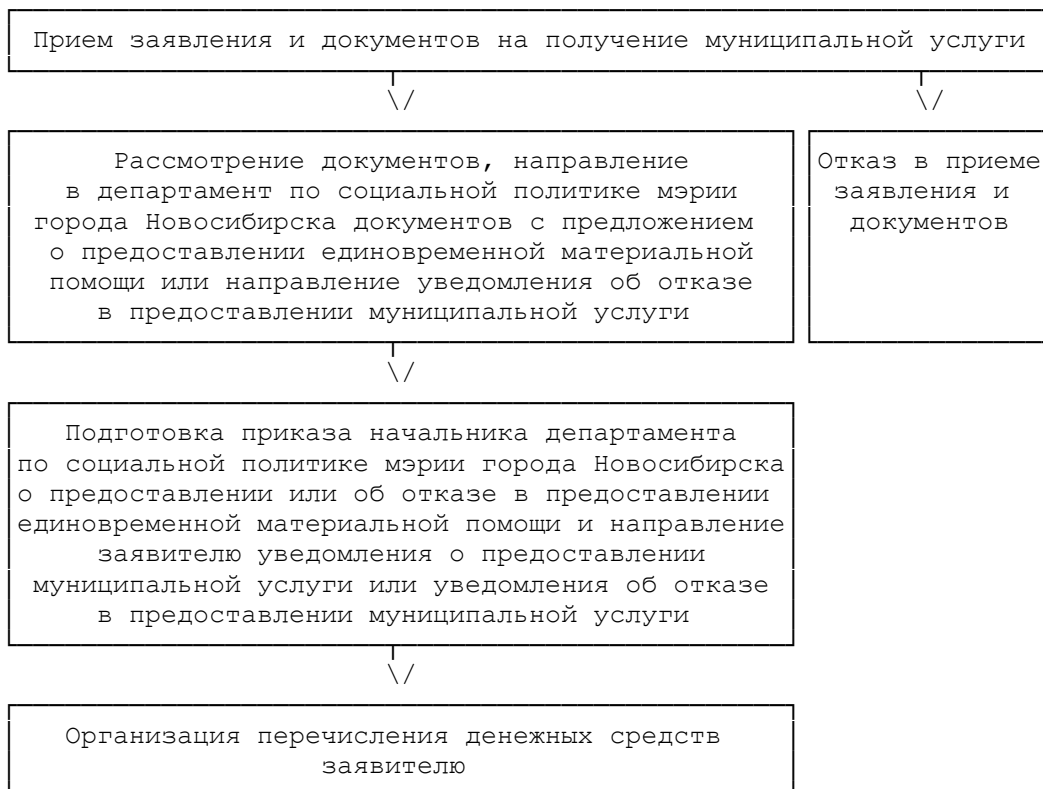 Прием заявления и документов на получение муниципальной услуги
\/
\/
Рассмотрение документов, направление
в департамент по социальной политике мэрии
города Новосибирска документов с предложением
о предоставлении единовременной материальной
помощи или направление уведомления об отказе
в предоставлении муниципальной услуги
Отказ в приеме
заявления и
документов
\/
Подготовка приказа начальника департамента
по социальной политике мэрии города Новосибирска
о предоставлении или об отказе в предоставлении
единовременной материальной помощи и направление
заявителю уведомления о предоставлении
муниципальной услуги или уведомления об отказе
в предоставлении муниципальной услуги
\/
Организация перечисления денежных средств
заявителю